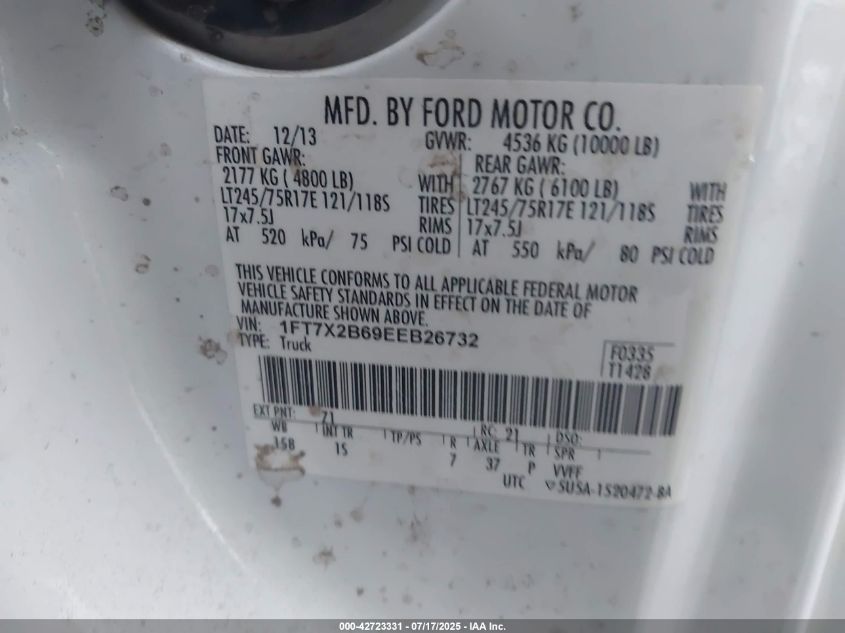 MFD. BY FORD MOTOR CO.
DATE: 12/13 GVWR: 4536 KG (10000 LB)
FRONT GAWR: REAR GAWR:
2177 KG ( 4800 LB) WITH 2767 KG ( 6100 LB) WITH
LT245/75R17E 121/118S TIRES LT245/75R17E 121/118S TIRES
17x7.5J RIMS 17x7.5J RIMS
AT 520 kPa/ 75 PSI COLD AT 550 kPa/ 80 PSI COLD
THIS VEHICLE CONFORMS TO ALL APPLICABLE FEDERAL MOTOR
VEHICLE SAFETY STANDARDS IN EFFECT ON THE DATE OF
MANUFACTURE SHOWN ABOVE.
VIN: 1FT7X2B69EEB26732
TYPE: Truck
F0335
T1428
EXT PNT: Z1 RC: 21 DSO:
WB INT TR TP/PS R AXLE TR SPR
158 1S 7 37 P VVFF
UTC ▽5U5A-1520472-BA
000-42723331 - 07/17/2025 - IAA Inc.